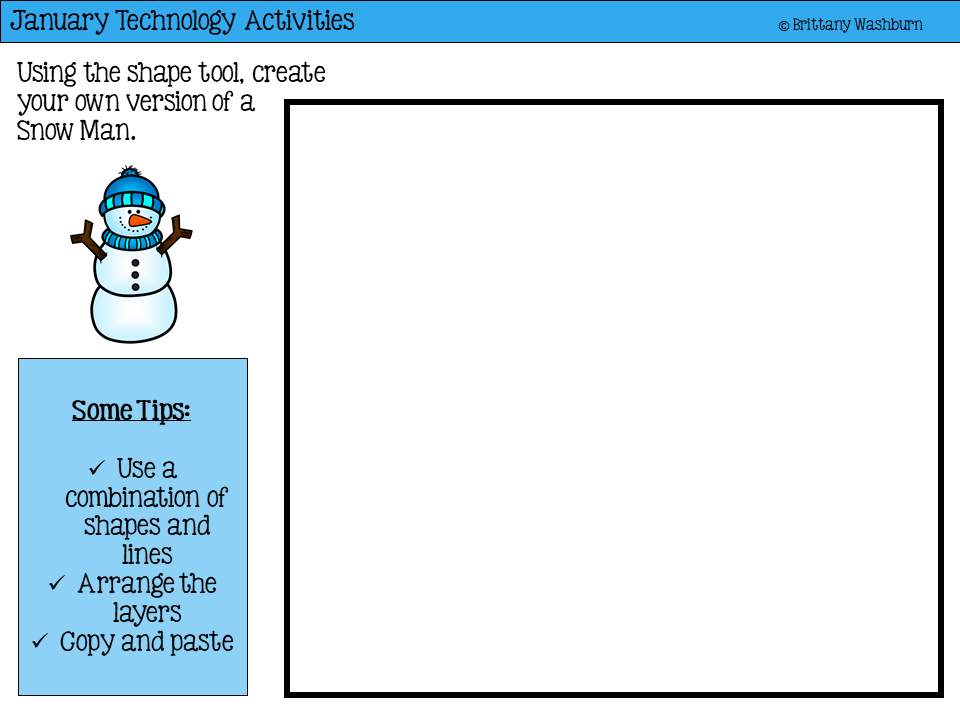 January Technology Activities
© Brittany Washburn
Using the shape tool, create
your own version of a
Snow Man.
Some Tips:
✓ Use a
combination of
shapes and
lines
✓ Arrange the
layers
✓ Copy and paste